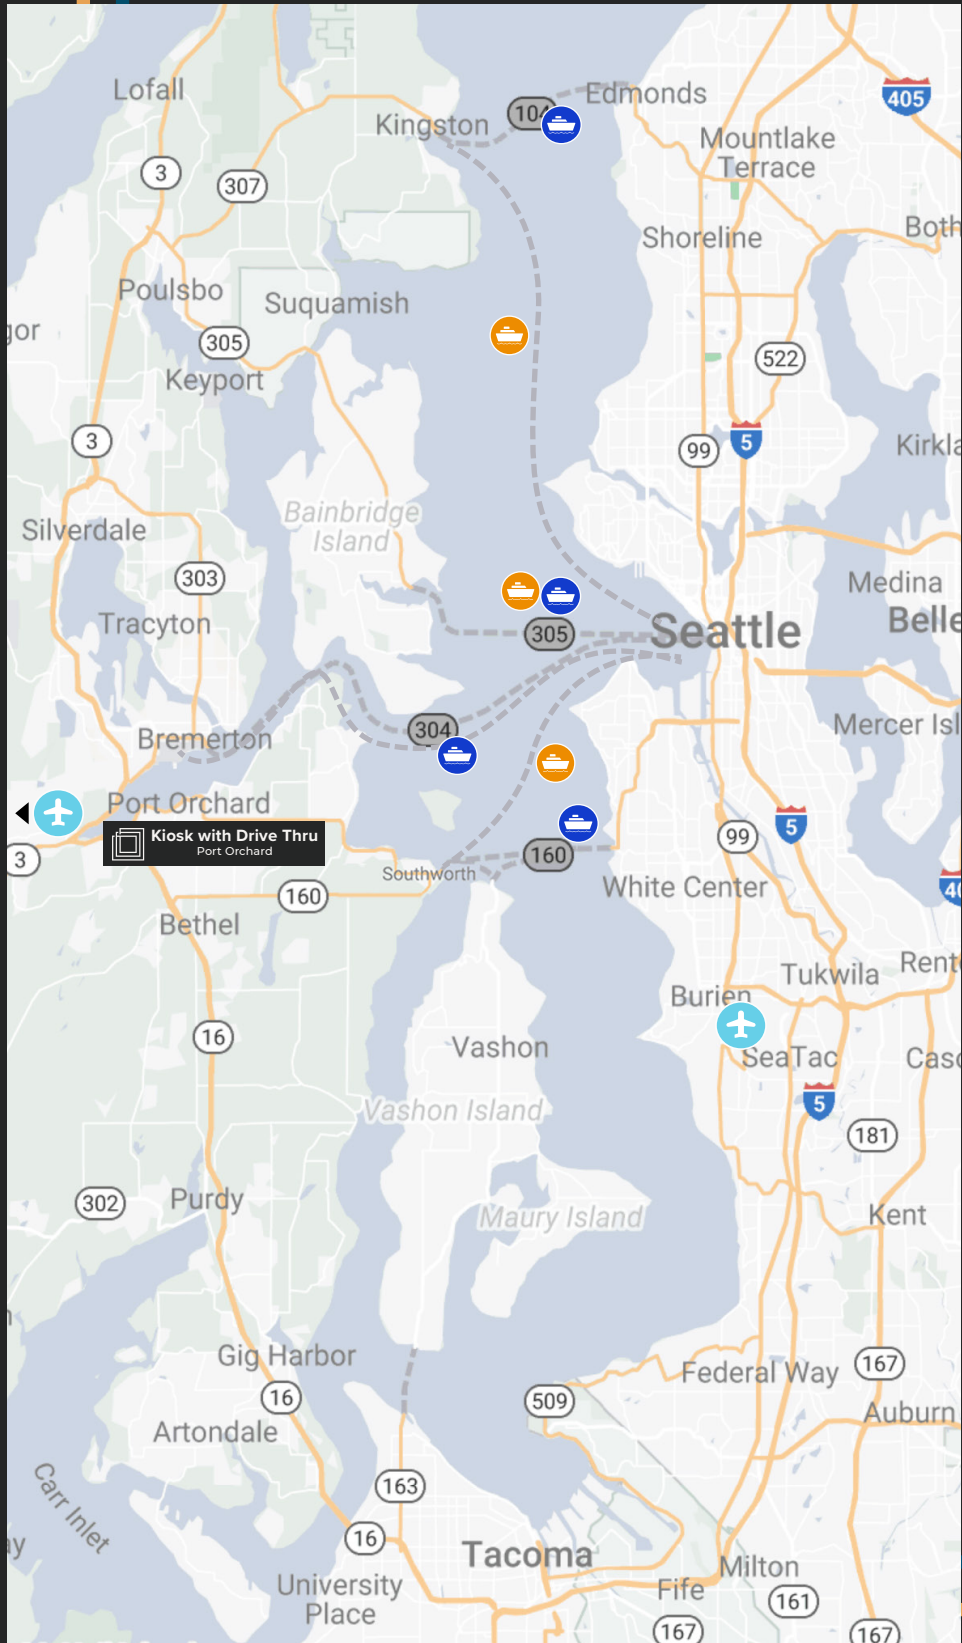 Lofall
Edmonds
405
104
Kingston
Mountlake
Terrace
3
307
Both
Shoreline
Poulsbo
Suquamish
gor
305
522
Keyport
3
5
99
Kirkla
Bainbridge
Island
Silverdale
303
Medina
Tracyton
305
Seattle
Belle
304
Mercer Isl
Bremerton
Port Orchard
Kiosk with Drive Thru
Port Orchard
5
99
3
160
Southworth
White Center
160
40
Bethel
Tukwila
Rent
Burien
16
Vashon
SeaTac
Casc
5
Vashon Island
181
302
Purdy
Maury Island
Kent
Gig Harbor
Federal Way
167
16
509
Auburn
Artondale
Carr Inlet
163
16
ay
Tacoma
Milton
University
Place
Fife
161
167
167